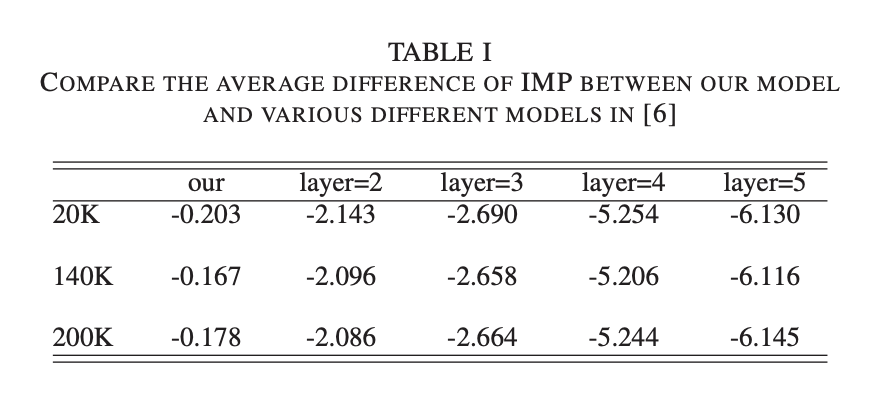 TABLE I
COMPARE THE AVERAGE DIFFERENCE OF IMP BETWEEN OUR MODEL
AND VARIOUS DIFFERENT MODELS IN [6]
our layer=2 layer=3 layer=4 layer=5
20K -0.203 -2.143 -2.690 -5.254 -6.130
140K -0.167 -2.096 -2.658 -5.206 -6.116
200K -0.178 -2.086 -2.664 -5.244 -6.145